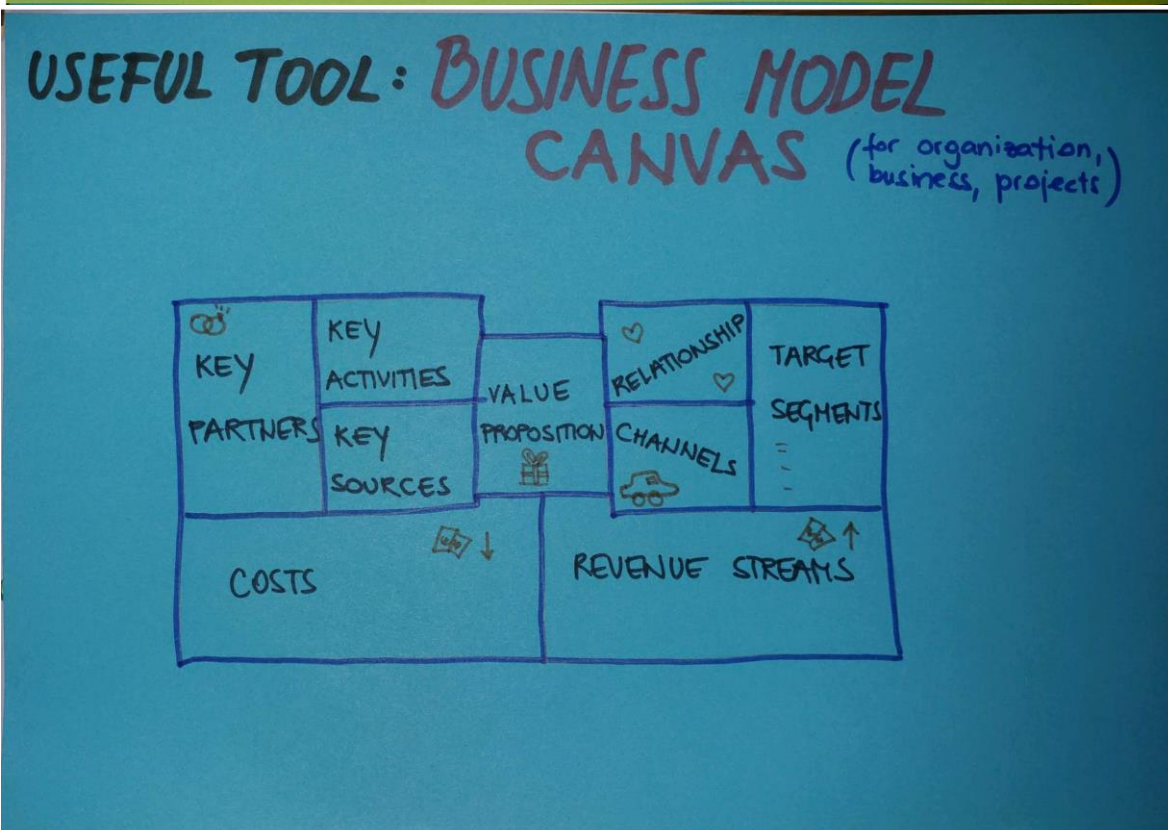 USEFUL TOOL: BUSINESS MODEL
CANVAS
(for organization,
business, projects)
KEY
PARTNERS
KEY
ACTIVITIES
KEY
SOURCES
VALUE
PROPOSITION
RELATIONSHIP
CHANNELS
TARGET
SEGMENTS
COSTS
REVENUE STREAMS